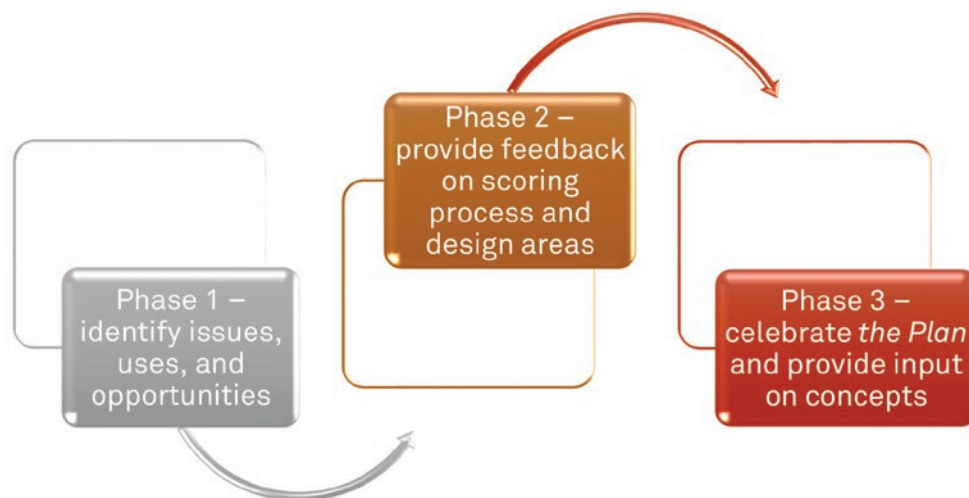 Phase 1 –
identify issues,
uses, and
opportunities
Phase 2 –
provide feedback
on scoring
process and
design areas
Phase 3 –
celebrate the Plan
and provide input
on concepts